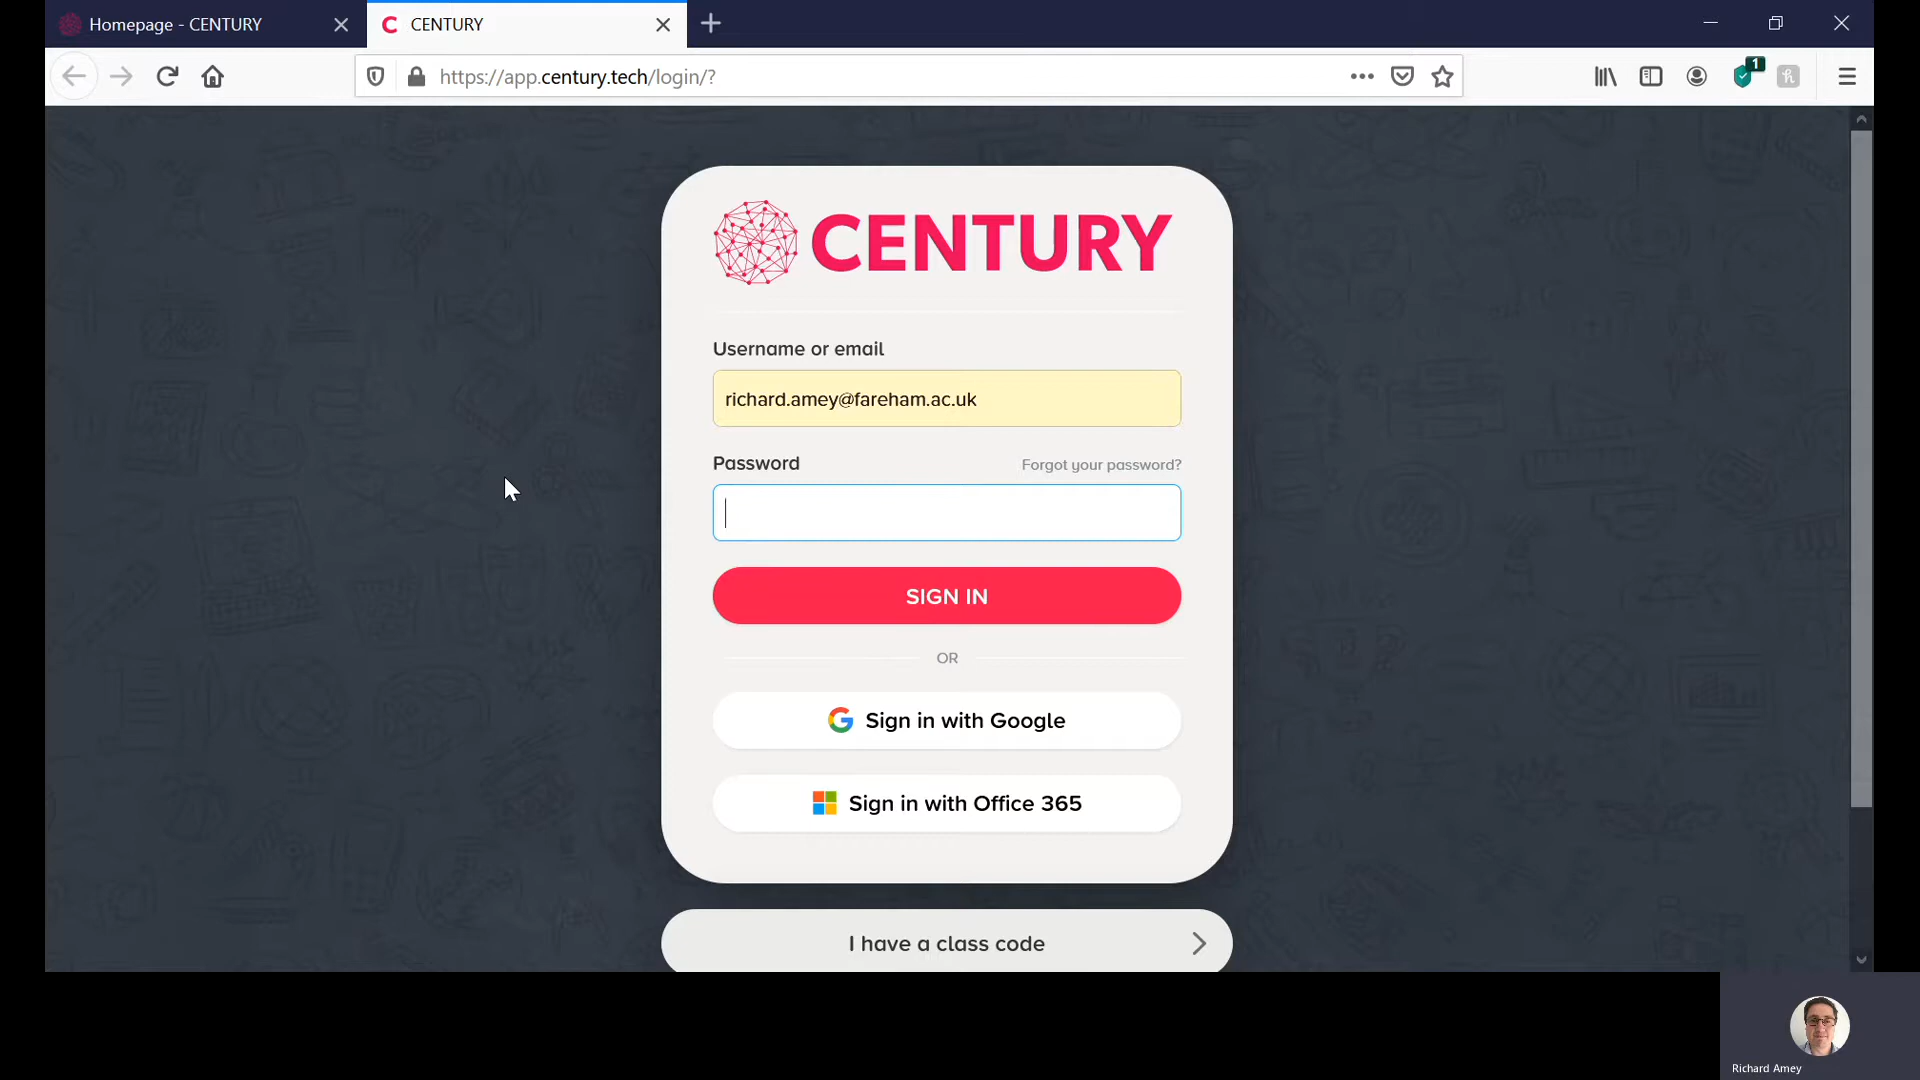 Homepage - CENTURY
CENTURY
https://app.century.tech/login/?
1
CENTURY
Username or email
richard.amey@fareham.ac.uk
Password
Forgot your password?
SIGN IN
OR
Sign in with Google
Sign in with Office 365
I have a class code
Richard Amey